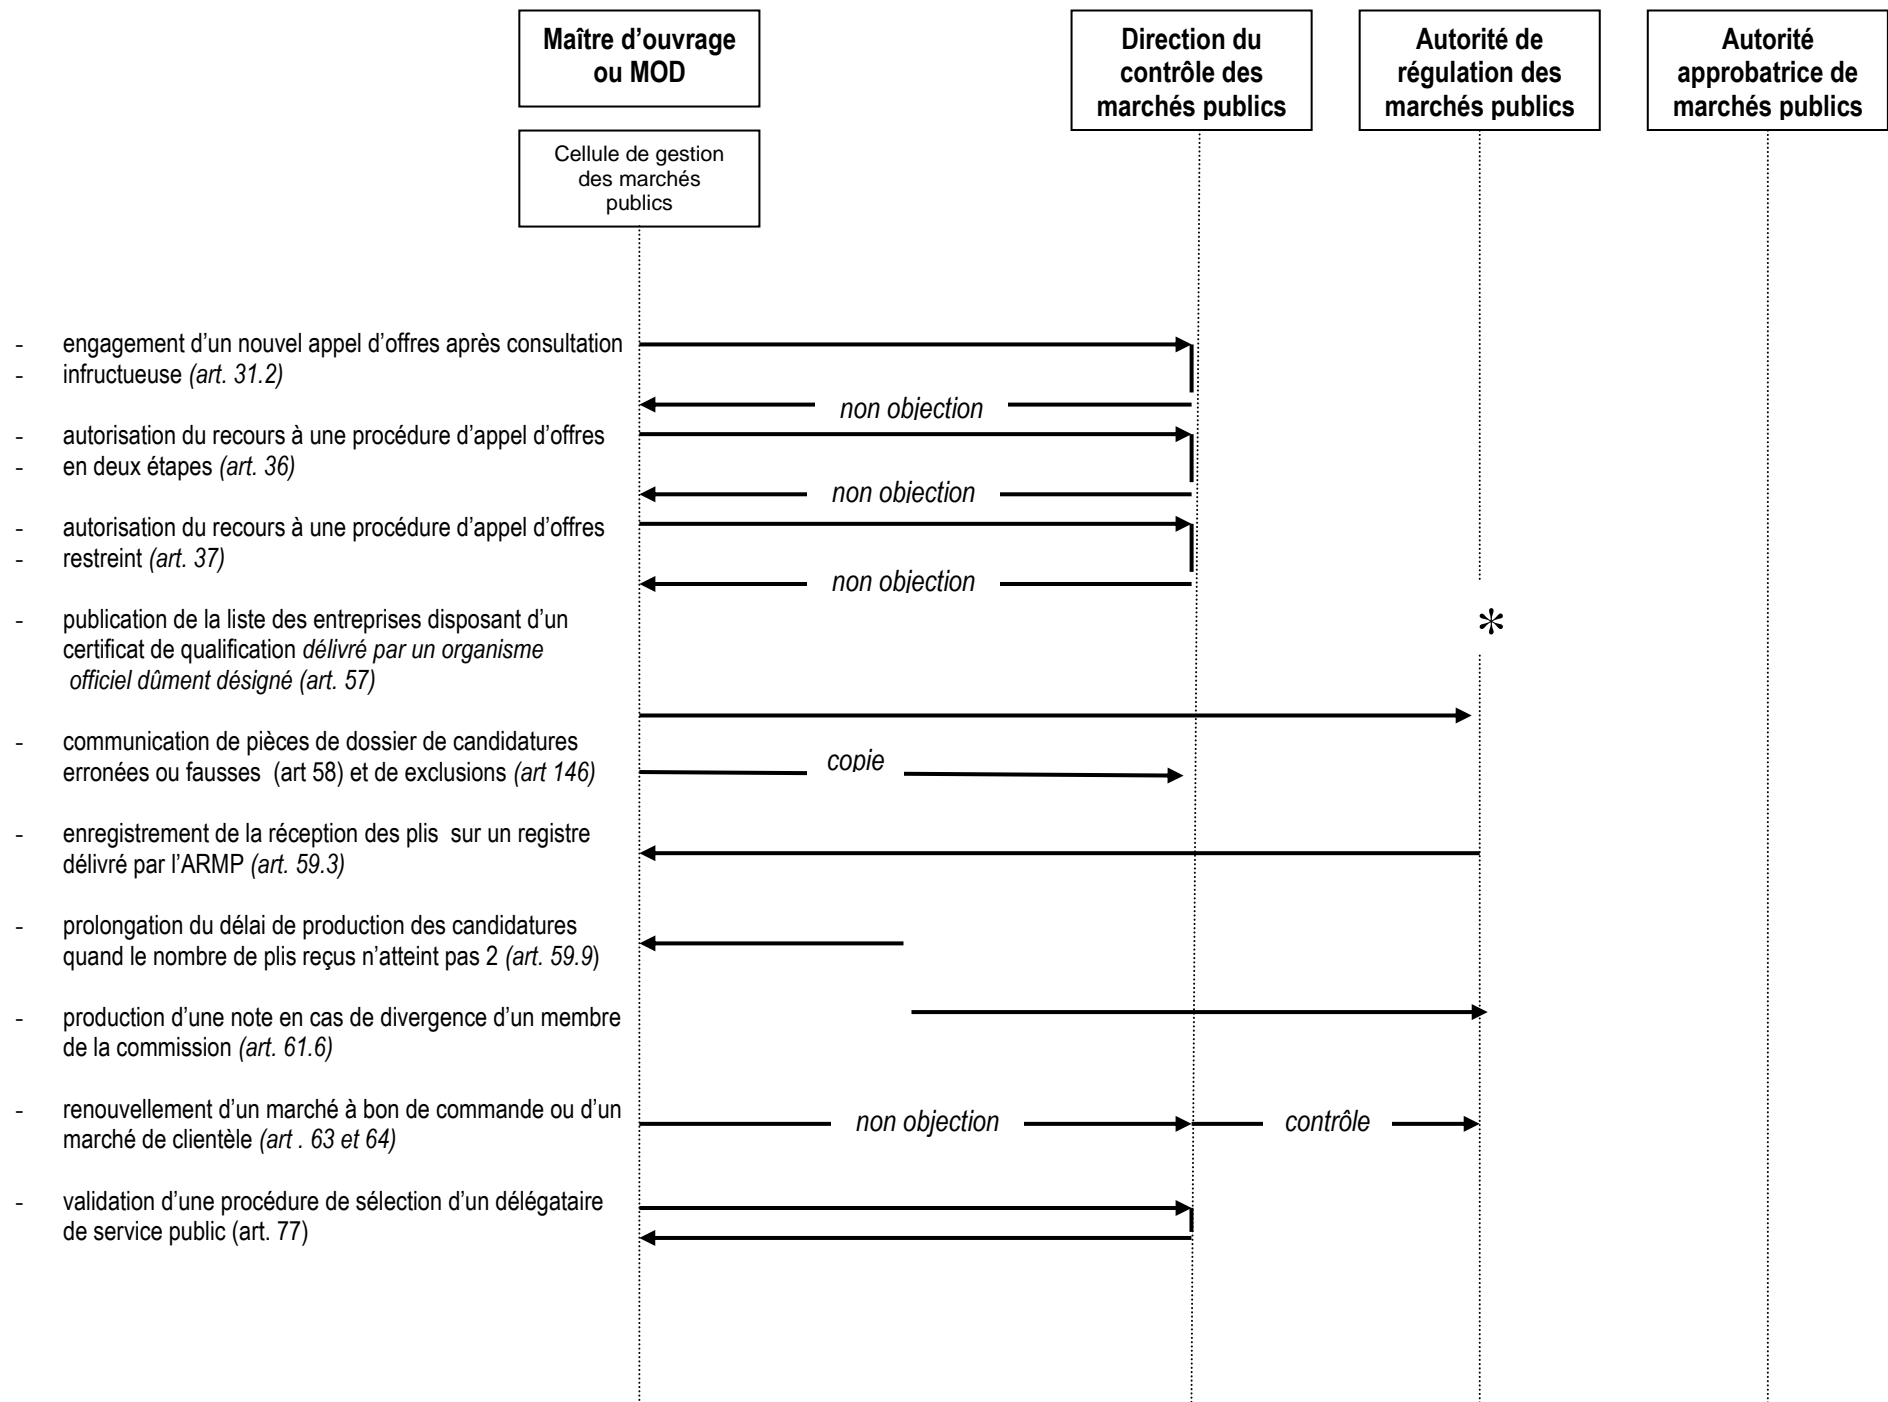 Maître d’ouvrage
ou MOD
Direction du
contrôle des
marchés publics
Autorité de
régulation des
marchés publics
Autorité
approbatrice de
marchés publics
Cellule de gestion
des marchés
publics
- engagement d’un nouvel appel d’offres après consultation
- infructueuse (art. 31.2)
non objection
- autorisation du recours à une procédure d’appel d’offres
- en deux étapes (art. 36)
non objection
- autorisation du recours à une procédure d’appel d’offres
- restreint (art. 37)
non objection
- publication de la liste des entreprises disposant d’un
certificat de qualification délivré par un organisme
officiel dûment désigné (art. 57)
*
- communication de pièces de dossier de candidatures
erronées ou fausses (art 58) et de exclusions (art 146)
copie
- enregistrement de la réception des plis sur un registre
délivré par l’ARMP (art. 59.3)
- prolongation du délai de production des candidatures
quand le nombre de plis reçus n’atteint pas 2 (art. 59.9)
- production d’une note en cas de divergence d’un membre
de la commission (art. 61.6)
- renouvellement d’un marché à bon de commande ou d’un
marché de clientèle (art . 63 et 64)
non objection
contrôle
- validation d’une procédure de sélection d’un délégataire
de service public (art. 77)